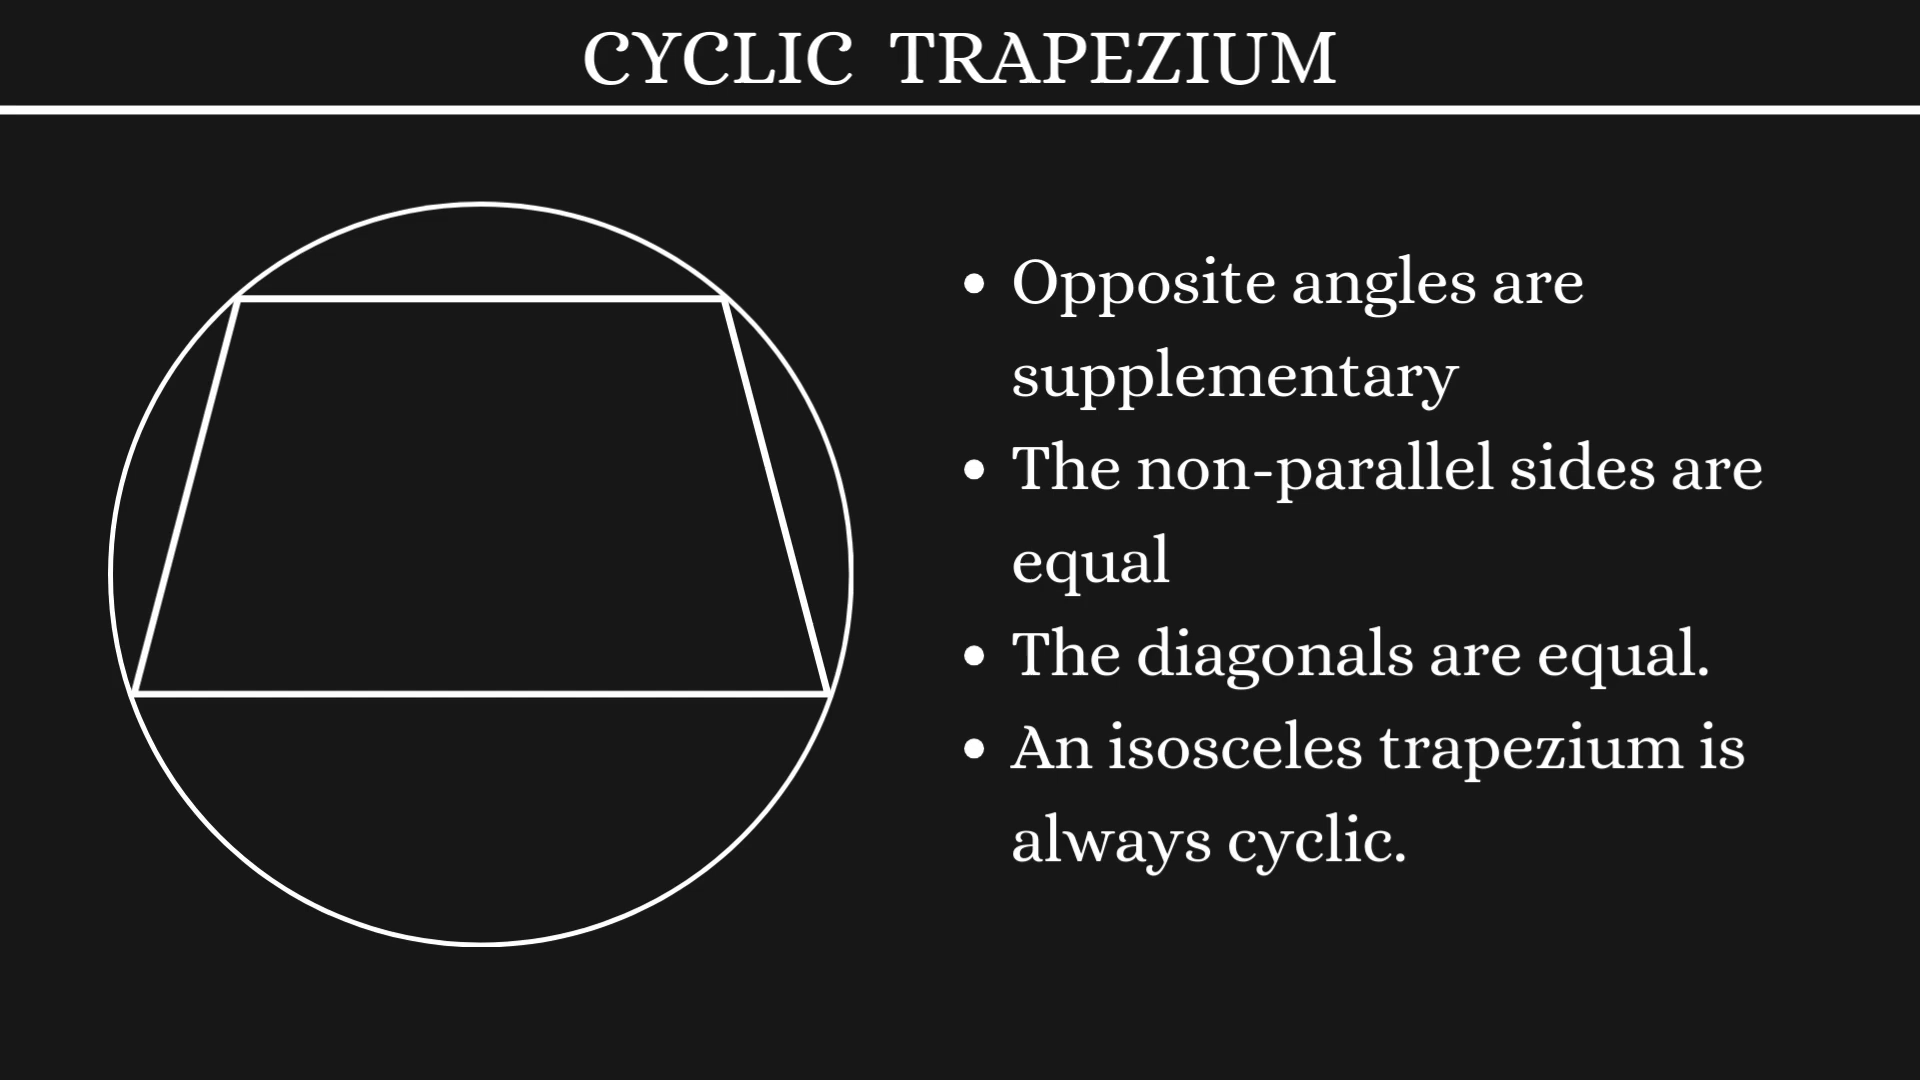 CYCLIC TRAPEZIUM
• Opposite angles are
supplementary
• The non-parallel sides are
equal
• The diagonals are equal.
• An isosceles trapezium is
always cyclic.